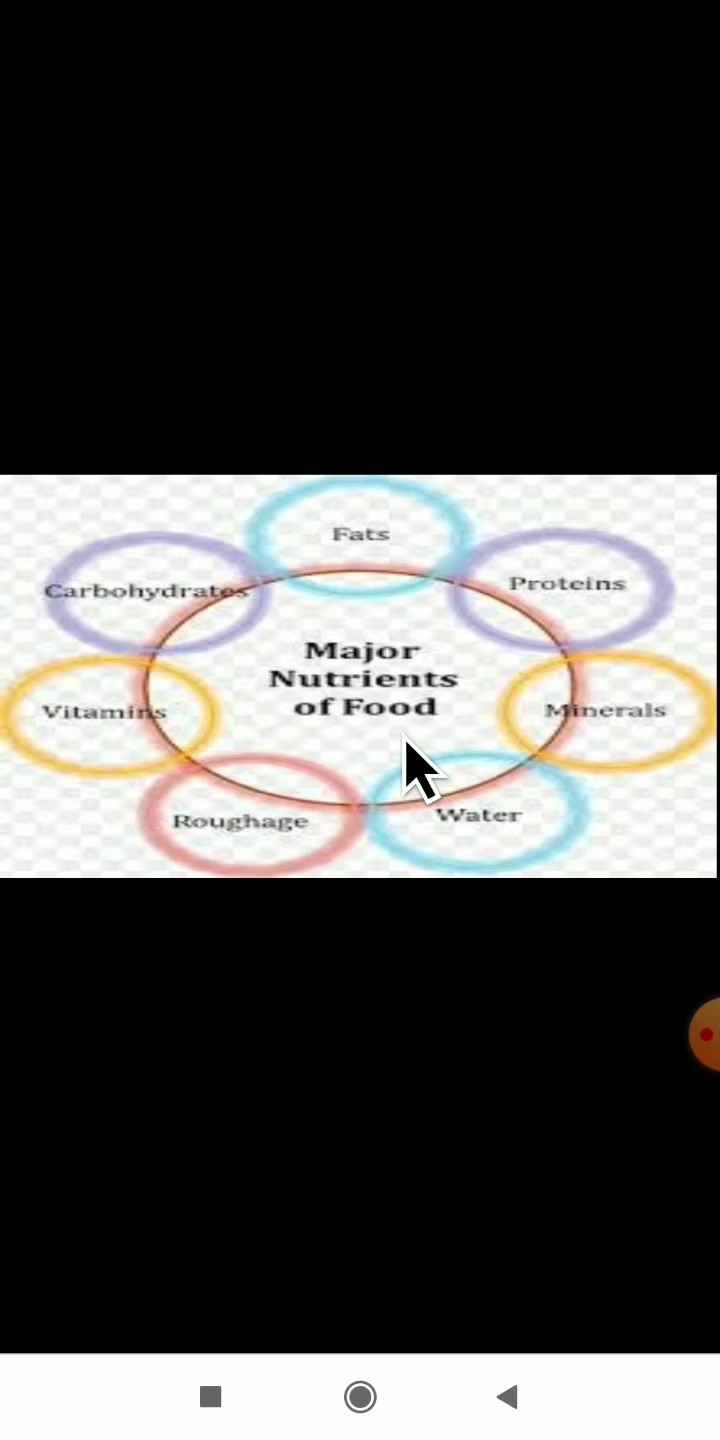 Fats
Carbohydrates
Proteins
Major
Nutrients
of Food
Vitamins
Minerals
Roughage
Water